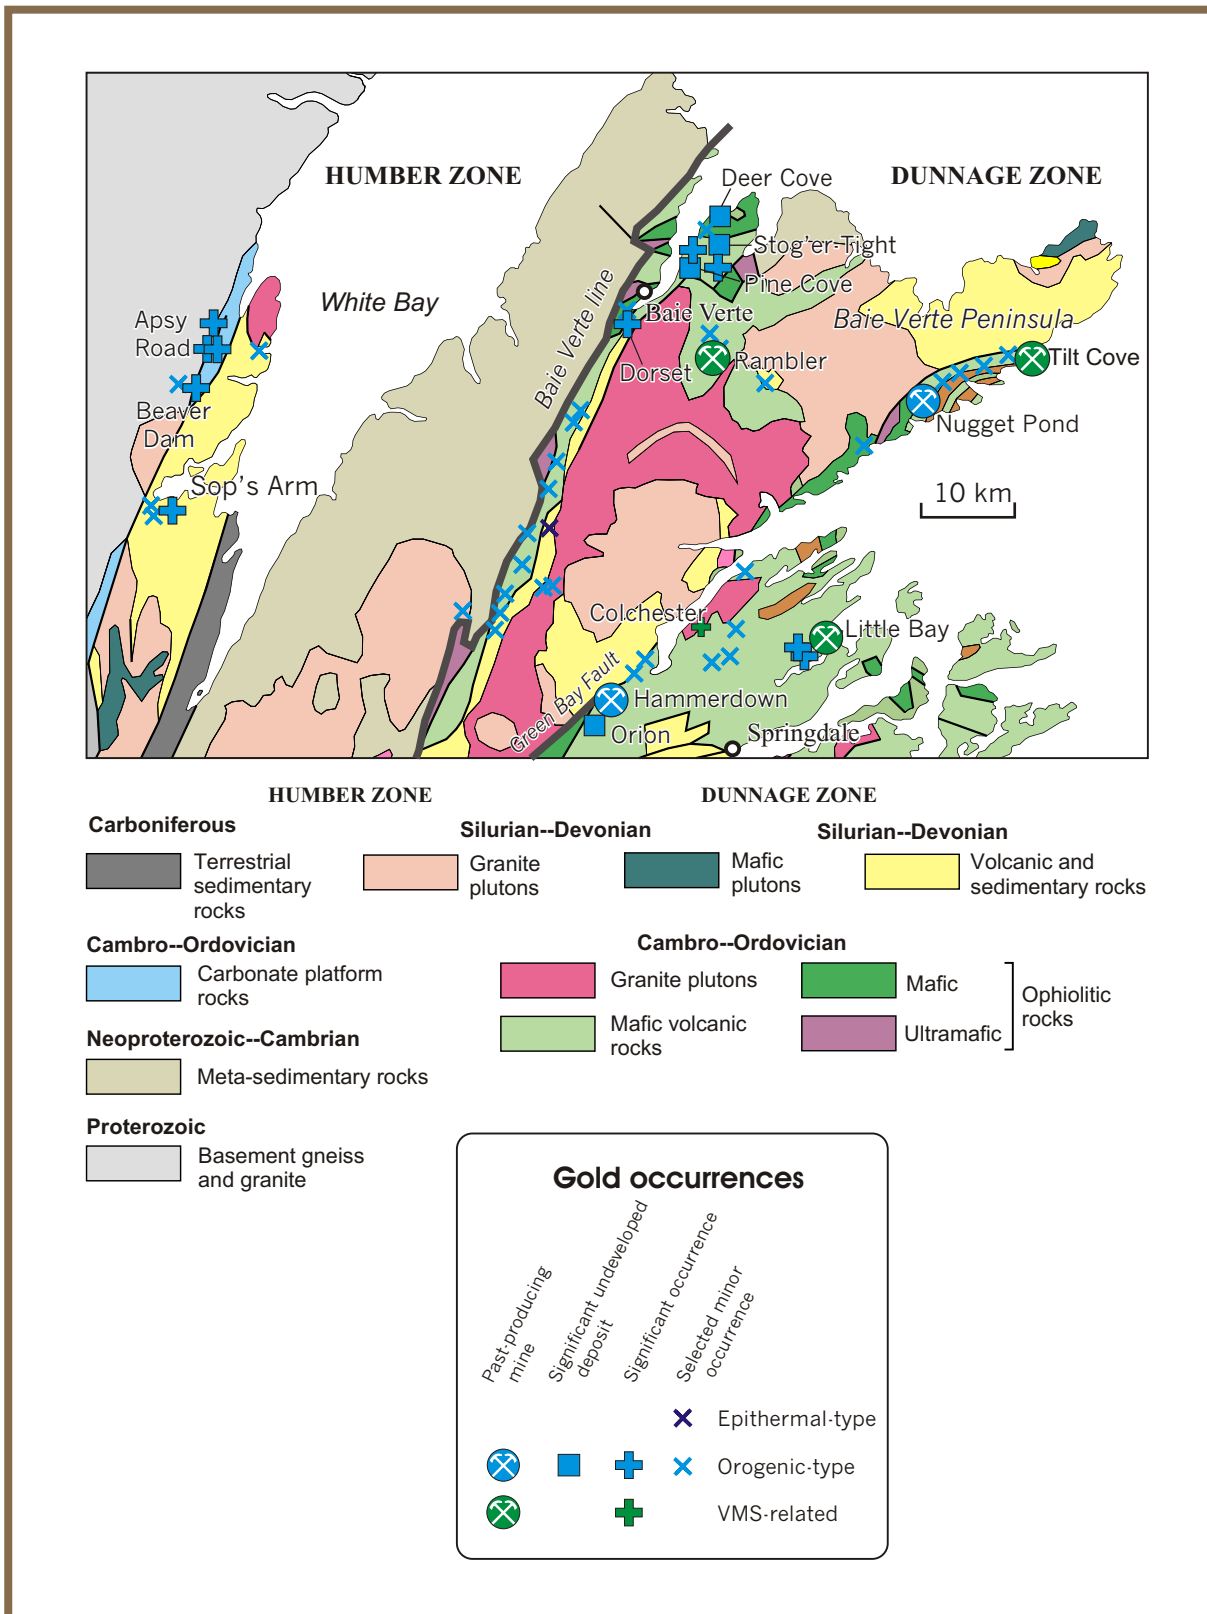 HUMBER ZONE
DUNNAGE ZONE
Deer Cove
Stog'er-Tight
Pine Cove
White Bay
Baie Verte line
Baie Verte
Baie Verte Peninsula
Apsy
Road
Rambler
Tilt Cove
Dorset
Beaver
Dam
Nugget Pond
Sop's Arm
10 km
Colchester
Little Bay
Green Bay Fault
Hammerdown
Orion
Springdale
HUMBER ZONE
DUNNAGE ZONE
Carboniferous
Terrestrial
sedimentary
rocks
Silurian--Devonian
Granite
plutons
Mafic
plutons
Silurian--Devonian
Volcanic and
sedimentary rocks
Cambro--Ordovician
Carbonate platform
rocks
Cambro--Ordovician
Granite plutons
Mafic
Mafic volcanic
rocks
Ultramafic
Ophiolitic
rocks
Neoproterozoic--Cambrian
Meta-sedimentary rocks
Proterozoic
Basement gneiss
and granite
Gold occurrences
Past-producing
mine
Significant undeveloped
deposit
Significant occurrence
Selected minor
occurrence
Epithermal-type
Orogenic-type
VMS-related